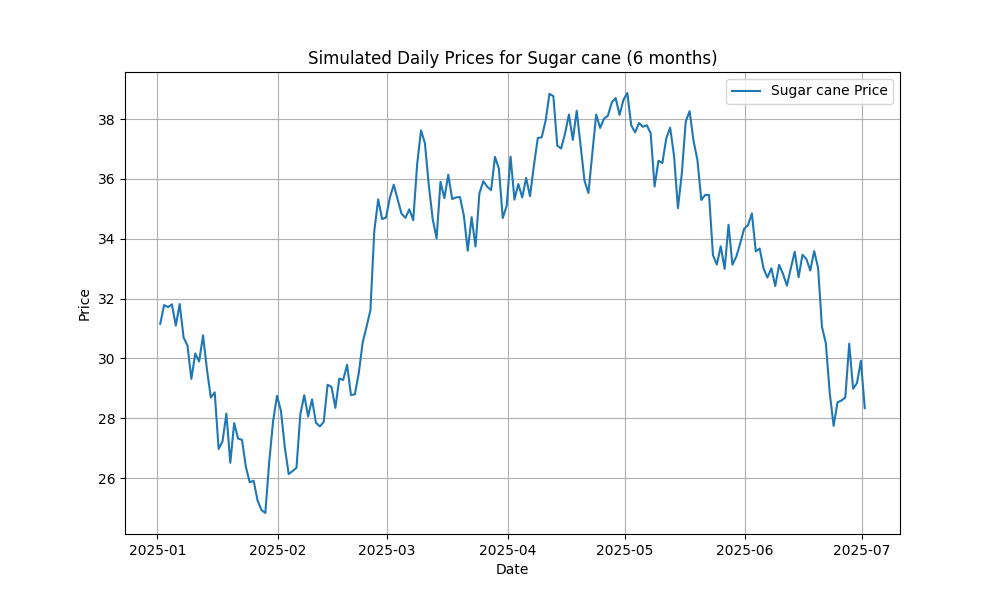 Simulated Daily Prices for Sugar cane (6 months)
Sugar cane Price
38
36
34
32
30
28
26
Price
2025-01 2025-02 2025-03 2025-04 2025-05 2025-06 2025-07
Date